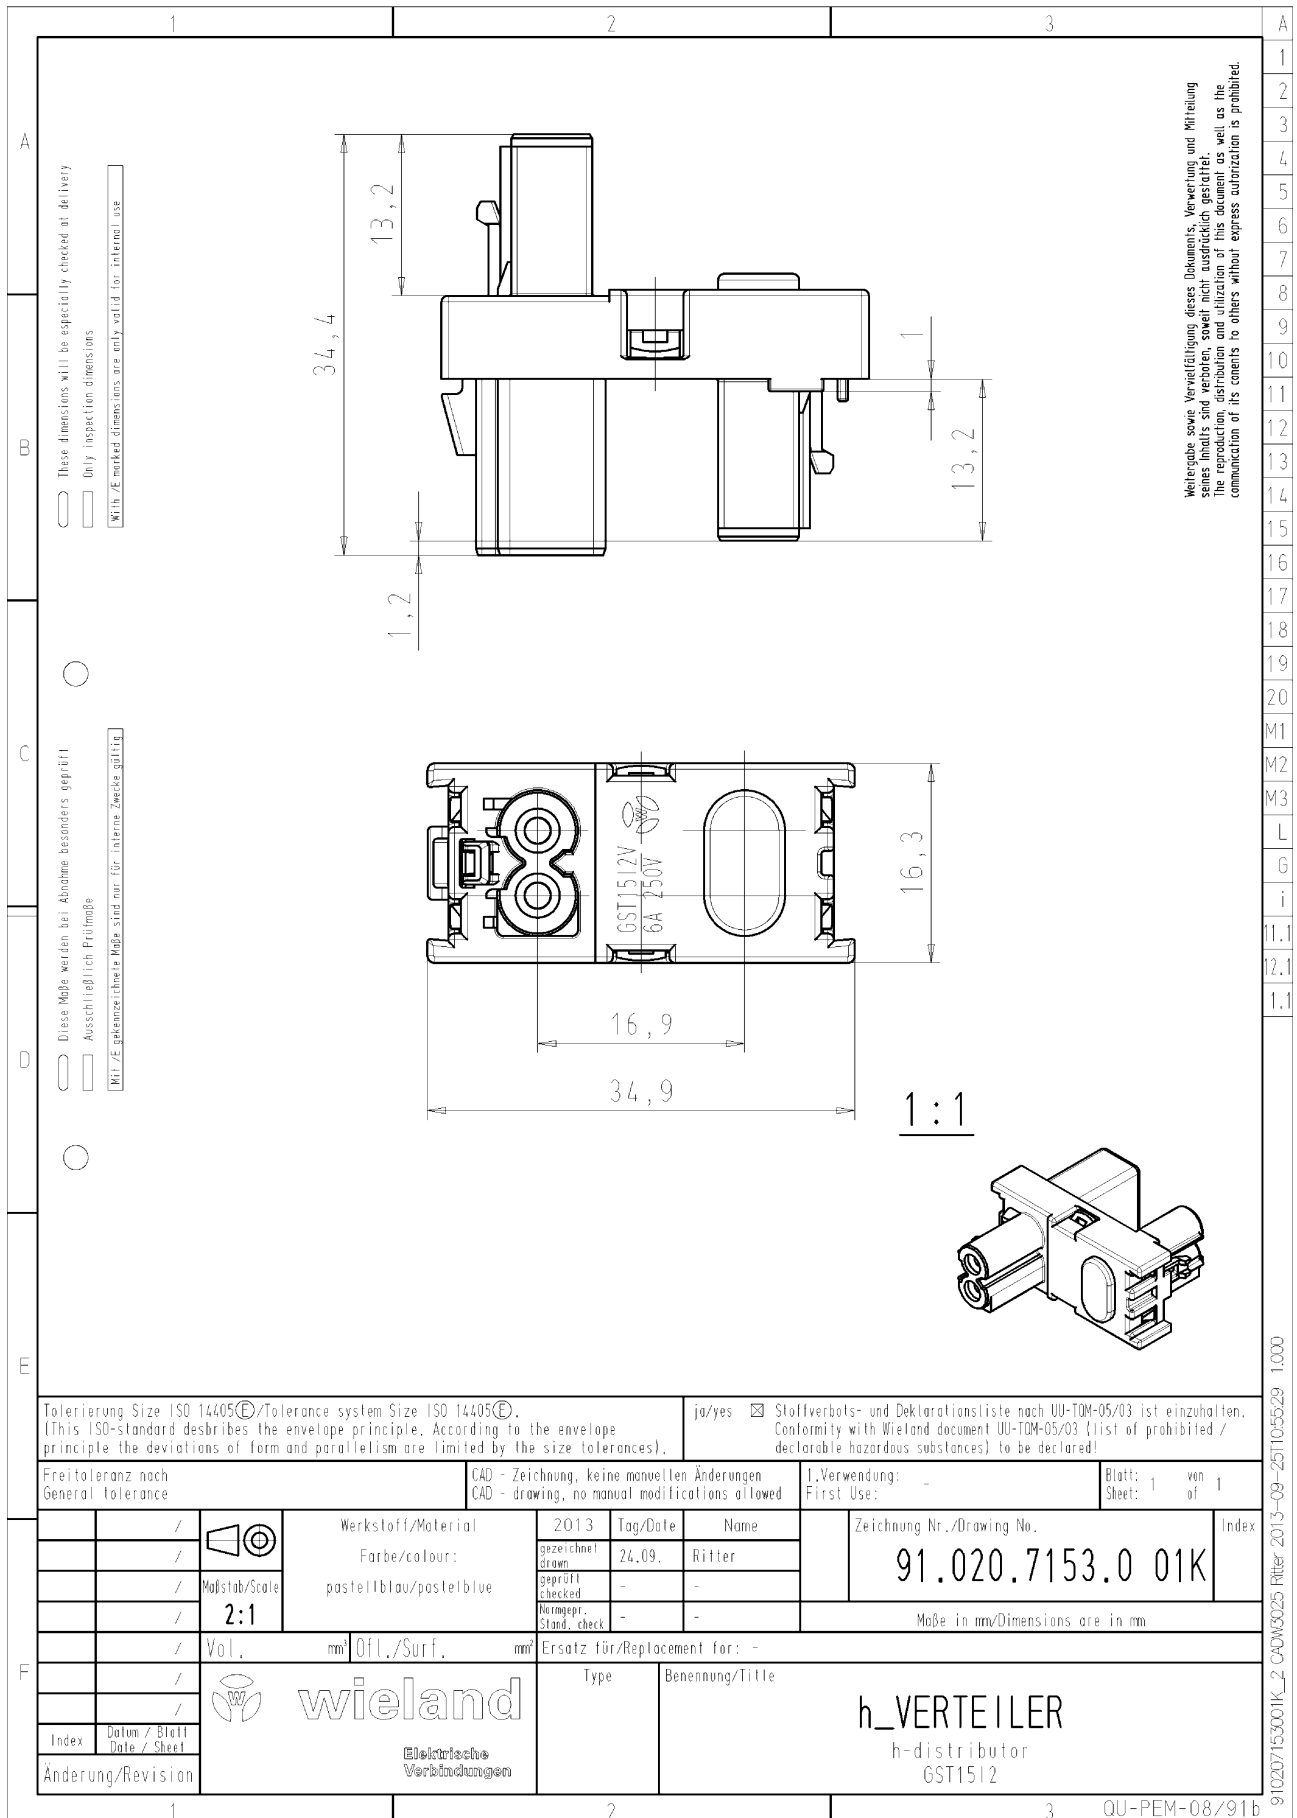 1
2
3
A
B
C
D
E
F
A
1
2
3
4
5
6
7
8
9
10
11
12
13
14
15
16
17
18
19
20
M1
M2
M3
L
G
i
11.1
12.1
1.1
Weitergabe sowie Vervielfältigung dieses Dokuments, Verwertung und Mitteilung
seines Inhalts sind verboten, soweit nicht ausdrücklich gestattet.
The reproduction, distribution and utilization of this document as well as the
communication of its conents to others without express autorization is prohibited.
These dimensions will be especially checked at delivery
Only inspection dimensions
With /E marked dimensions are only valid for internal use
Diese Maße werden bei Abnahme besonders geprüft
Ausschließlich Prüfmaße
Mit /E gekennzeichnete Maße sind nur für interne Zwecke gültig
34,4
13,2
1
13,2
1,2
GST15I2V
6A 250V
W
16,3
16,9
34,9
1:1
Tolerierung Size ISO 14405Ⓔ/Tolerance system Size ISO 14405Ⓔ.
(This ISO-standard desbribes the envelope principle. According to the envelope
principle the deviations of form and parallelism are limited by the size tolerances).
ja/yes ☒ Stoffverbots- und Deklarationsliste nach UU-TQM-05/03 ist einzuhalten.
Conformity with Wieland document UU-TQM-05/03 (list of prohibited /
declarable hazardous substances) to be declared!
Freitoleranz nach
General tolerance
CAD - Zeichnung, keine manuellen Änderungen
CAD - drawing, no manual modifications allowed
1.Verwendung: -
First Use:
Blatt: 1 von 1
Sheet: of
/
/
/
/
/
/
/
Maßstab/Scale
2:1
Werkstoff/Material
Farbe/colour:
pastellblau/pastelblue
2013 Tag/Date Name
gezeichnet
drawn
24.09. Ritter
geprüft
checked
- -
Normgepr.
Stand. check
- -
Zeichnung Nr./Drawing No.
Index
91.020.7153.0 01K
Maße in mm/Dimensions are in mm
Vol. mm³
Ofl./Surf. mm²
Ersatz für/Replacement for: -
Index
Datum / Blatt
Date / Sheet
Änderung/Revision
W
wieland
Elektrische
Verbindungen
Type
Benennung/Title
h_VERTEILER
h-distributor
GST15I2
1
2
3
QU-PEM-08/91b
910207153001K_2 CADW3025 Ritter 2013-09-25T10:55:29 1.000